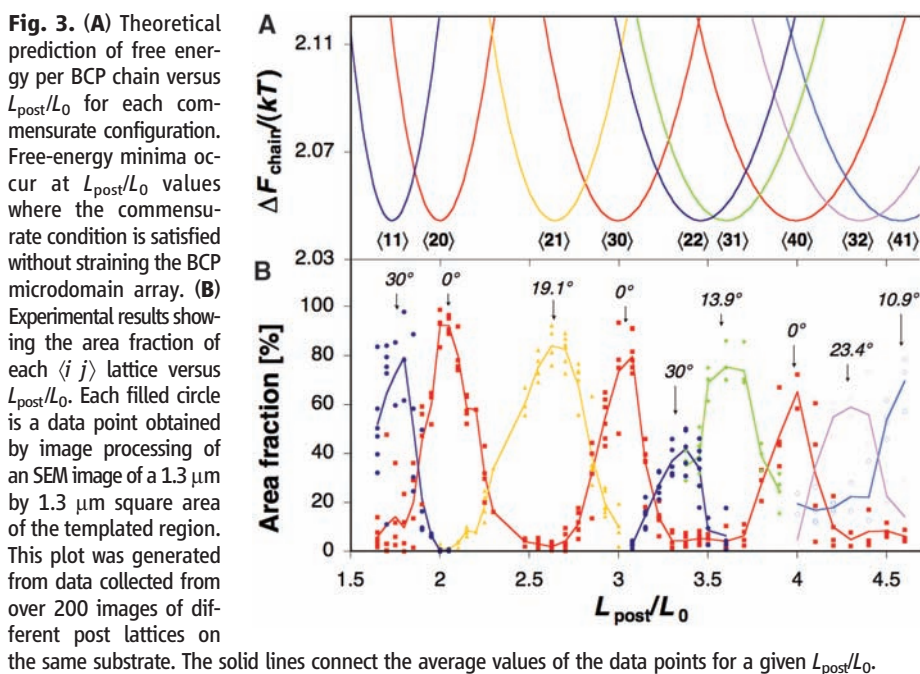 Fig. 3. (A) Theoretical
prediction of free ener-
gy per BCP chain versus
Lpost/L0 for each com-
mensurate configuration.
Free-energy minima oc-
cur at Lpost/L0 values
where the commensu-
rate condition is satisfied
without straining the BCP
microdomain array. (B)
Experimental results show-
ing the area fraction of
each ⟨i j⟩ lattice versus
Lpost/L0. Each filled circle
is a data point obtained
by image processing of
an SEM image of a 1.3 μm
by 1.3 μm square area
of the templated region.
This plot was generated
from data collected from
over 200 images of dif-
ferent post lattices on
the same substrate. The solid lines connect the average values of the data points for a given Lpost/L0.
A
2.11
2.07
2.03
ΔFchain/(kT)
⟨11⟩ ⟨20⟩ ⟨21⟩ ⟨30⟩ ⟨22⟩ ⟨31⟩ ⟨40⟩ ⟨32⟩ ⟨41⟩
B
30° 0° 19.1° 0° 30° 13.9° 0° 23.4° 10.9°
100
80
60
40
20
0
Area fraction [%]
1.5 2 2.5 3.0 3.5 4 4.5
Lpost/L0